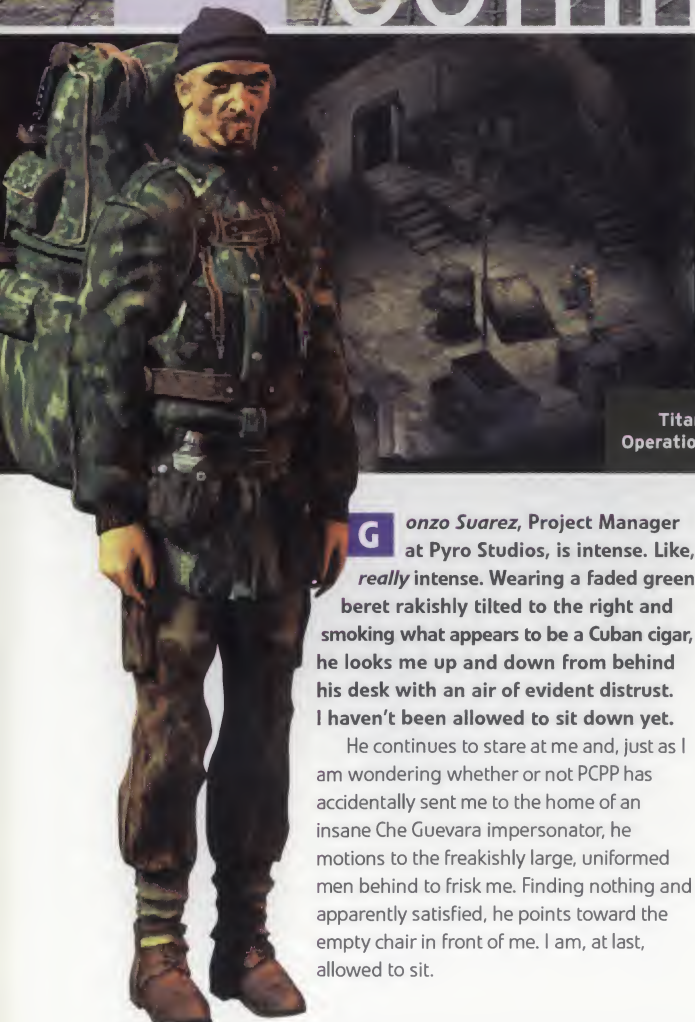 Tita
Operatio
Gonzo Suarez, Project Manager
at Pyro Studios, is intense. Like,
really intense. Wearing a faded green
beret rakishly tilted to the right and
smoking what appears to be a Cuban cigar,
he looks me up and down from behind
his desk with an air of evident distrust.
I haven't been allowed to sit down yet.
He continues to stare at me and, just as I
am wondering whether or not PCPP has
accidentally sent me to the home of an
insane Che Guevara impersonator, he
motions to the freakishly large, uniformed
men behind to frisk me. Finding nothing and
apparently satisfied, he points toward the
empty chair in front of me. I am, at last,
allowed to sit.